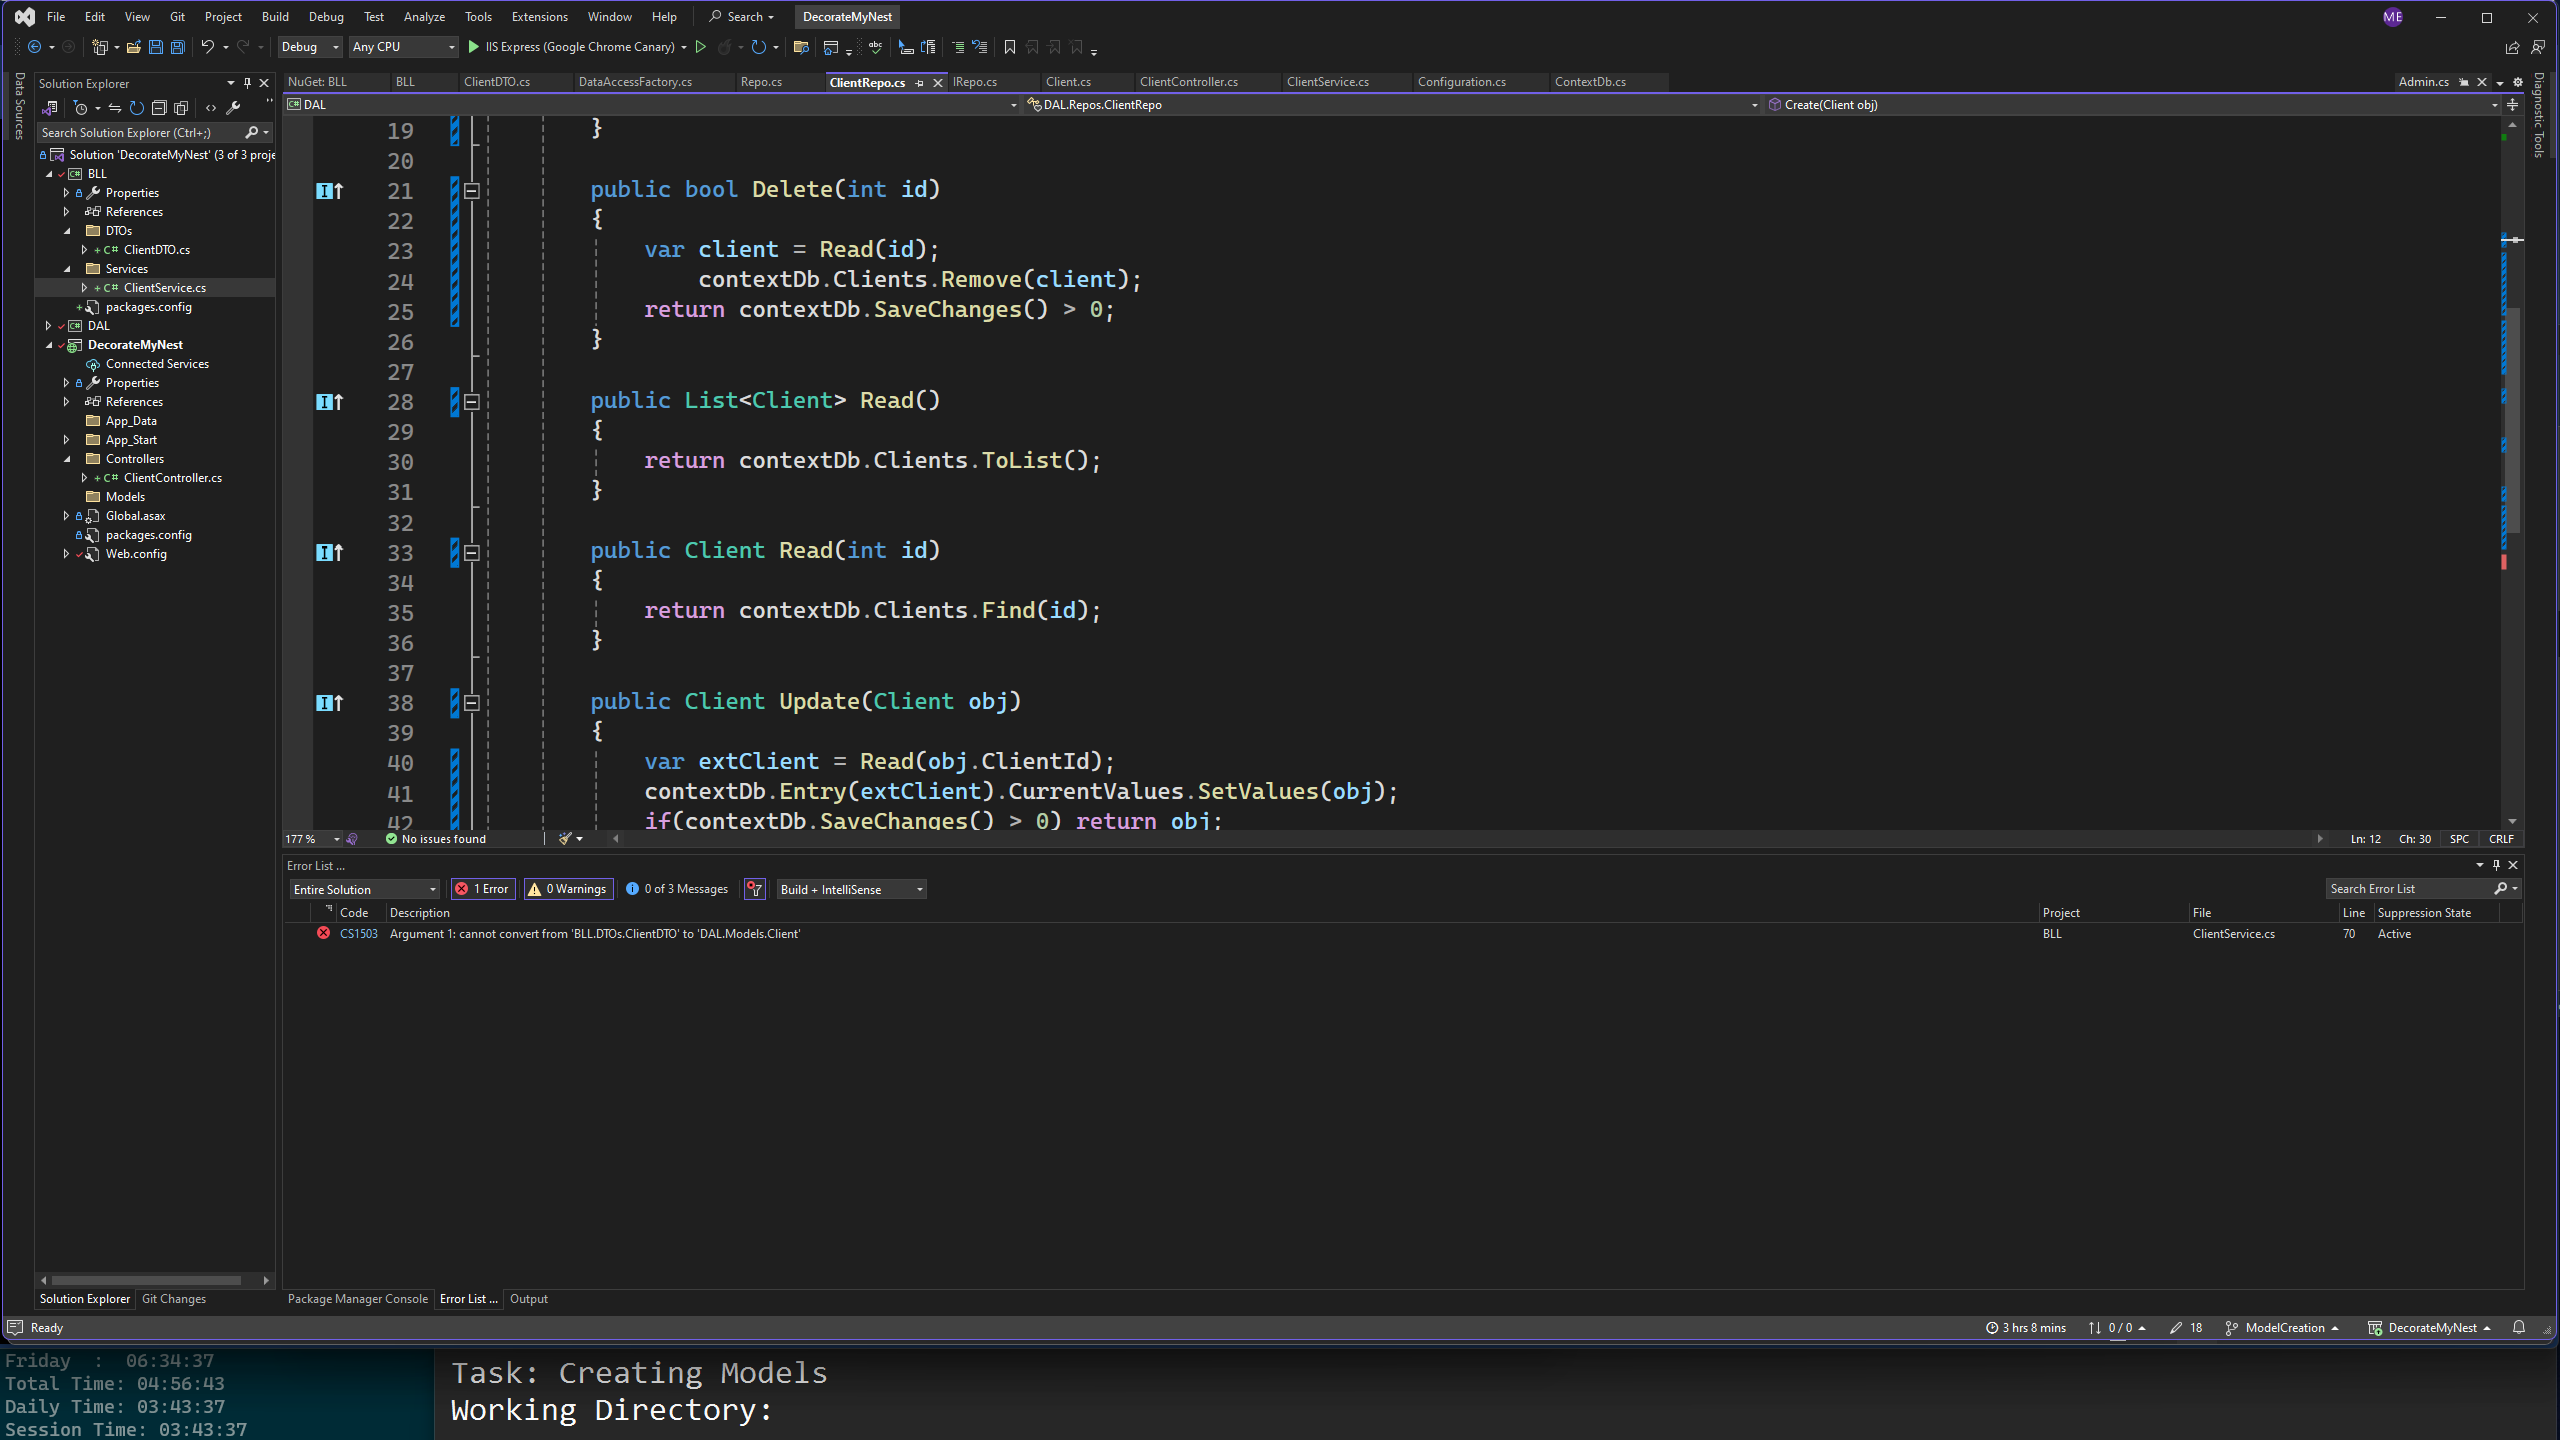 File Edit View Git Project Build Debug Test Analyze Tools Extensions Window Help Search DecorateMyNest ME
Debug Any CPU IIS Express (Google Chrome Canary)
Data Sources
Solution Explorer
Search Solution Explorer (Ctrl+;)
Solution 'DecorateMyNest' (3 of 3 proje
BLL
Properties
References
DTOs
C# ClientDTO.cs
Services
C# ClientService.cs
packages.config
DAL
DecorateMyNest
Connected Services
Properties
References
App_Data
App_Start
Controllers
C# ClientController.cs
Models
Global.asax
packages.config
Web.config
Solution Explorer Git Changes
NuGet: BLL BLL ClientDTO.cs DataAccessFactory.cs Repo.cs ClientRepo.cs IRepo.cs Client.cs ClientController.cs ClientService.cs Configuration.cs ContextDb.cs Admin.cs
DAL DAL.Repos.ClientRepo Create(Client obj)
Diagnostic Tools
19 }
20
21 public bool Delete(int id)
22 {
23 var client = Read(id);
24 contextDb.Clients.Remove(client);
25 return contextDb.SaveChanges() > 0;
26 }
27
28 public List<Client> Read()
29 {
30 return contextDb.Clients.ToList();
31 }
32
33 public Client Read(int id)
34 {
35 return contextDb.Clients.Find(id);
36 }
37
38 public Client Update(Client obj)
39 {
40 var extClient = Read(obj.ClientId);
41 contextDb.Entry(extClient).CurrentValues.SetValues(obj);
42 if(contextDb.SaveChanges() > 0) return obj;
177 % No issues found Ln: 12 Ch: 30 SPC CRLF
Error List ...
Entire Solution 1 Error 0 Warnings 0 of 3 Messages Build + IntelliSense Search Error List
Code Description Project File Line Suppression State
CS1503 Argument 1: cannot convert from 'BLL.DTOs.ClientDTO' to 'DAL.Models.Client' BLL ClientService.cs 70 Active
Package Manager Console Error List ... Output
Ready 3 hrs 8 mins 0 / 0 18 ModelCreation DecorateMyNest
Friday : 06:34:37
Total Time: 04:56:43
Daily Time: 03:43:37
Session Time: 03:43:37
Task: Creating Models
Working Directory: